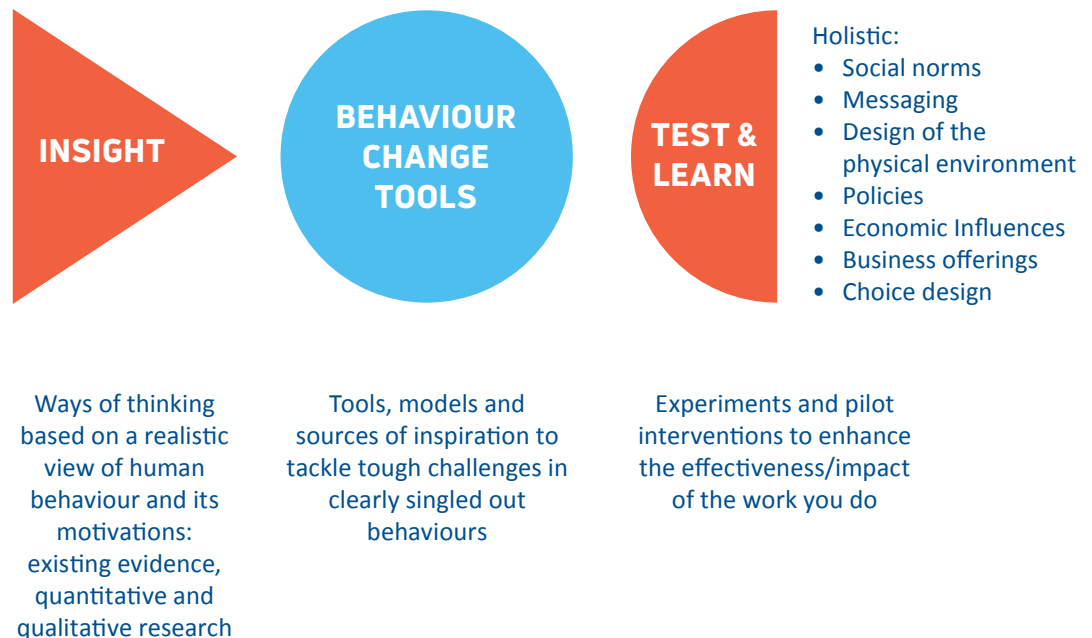 INSIGHT
BEHAVIOUR
CHANGE
TOOLS
TEST &
LEARN
Holistic:
• Social norms
• Messaging
• Design of the
physical environment
• Policies
• Economic Influences
• Business offerings
• Choice design
Ways of thinking
based on a realistic
view of human
behaviour and its
motivations:
existing evidence,
quantitative and
qualitative research
Tools, models and
sources of inspiration to
tackle tough challenges in
clearly singled out
behaviours
Experiments and pilot
interventions to enhance
the effectiveness/impact
of the work you do